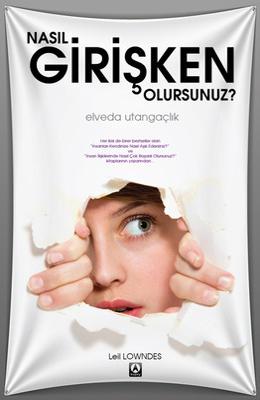 NASIL
GİRİŞKEN
OLURSUNUZ?
elveda utangaçlık
Her ikisi de birer bestseller olan
"İnsanları Kendinize Nasıl Aşık Edersiniz?"
ve
"İnsan İlişkilerinde Nasıl Çok Başarılı Olursunuz?"
kitaplarının yazarından...
Leil LOWNDES